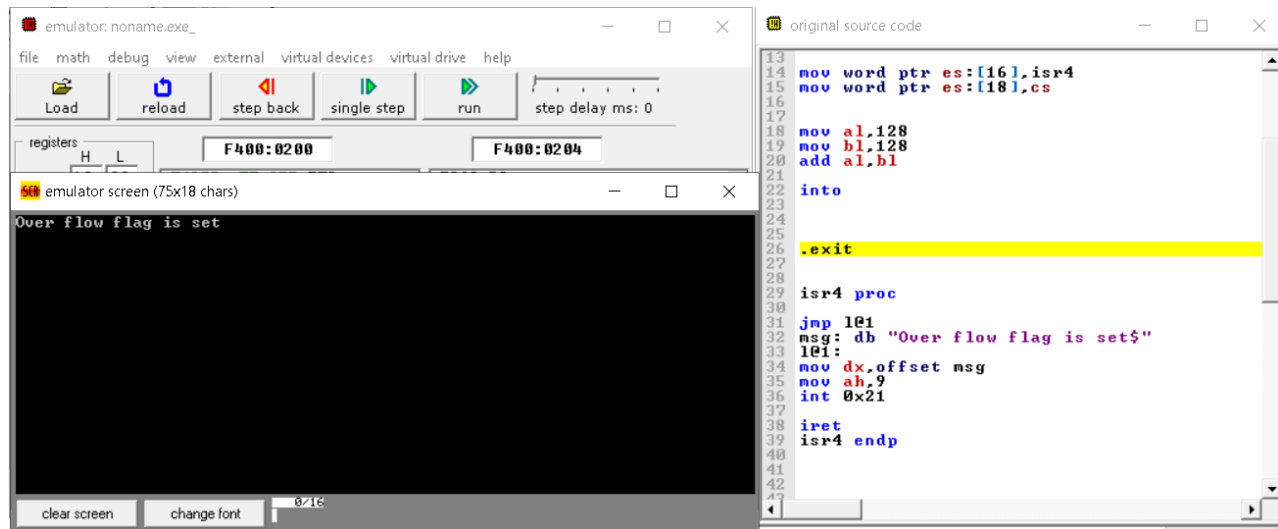 emulator: noname.exe_
file math debug view external virtual devices virtual drive help
Load reload step back single step run step delay ms: 0
registers
H L
F400:0200 F400:0204
emulator screen (75x18 chars)
Over flow flag is set
clear screen change font 0/16
original source code
13
14 mov word ptr es:[16],isr4
15 mov word ptr es:[18],cs
16
17
18 mov al,128
19 mov bl,128
20 add al,bl
21
22 into
23
24
25
26 .exit
27
28
29 isr4 proc
30
31 jmp l@1
32 msg: db "Over flow flag is set$"
33 l@1:
34 mov dx,offset msg
35 mov ah,9
36 int 0x21
37
38 iret
39 isr4 endp
40
41
42
43